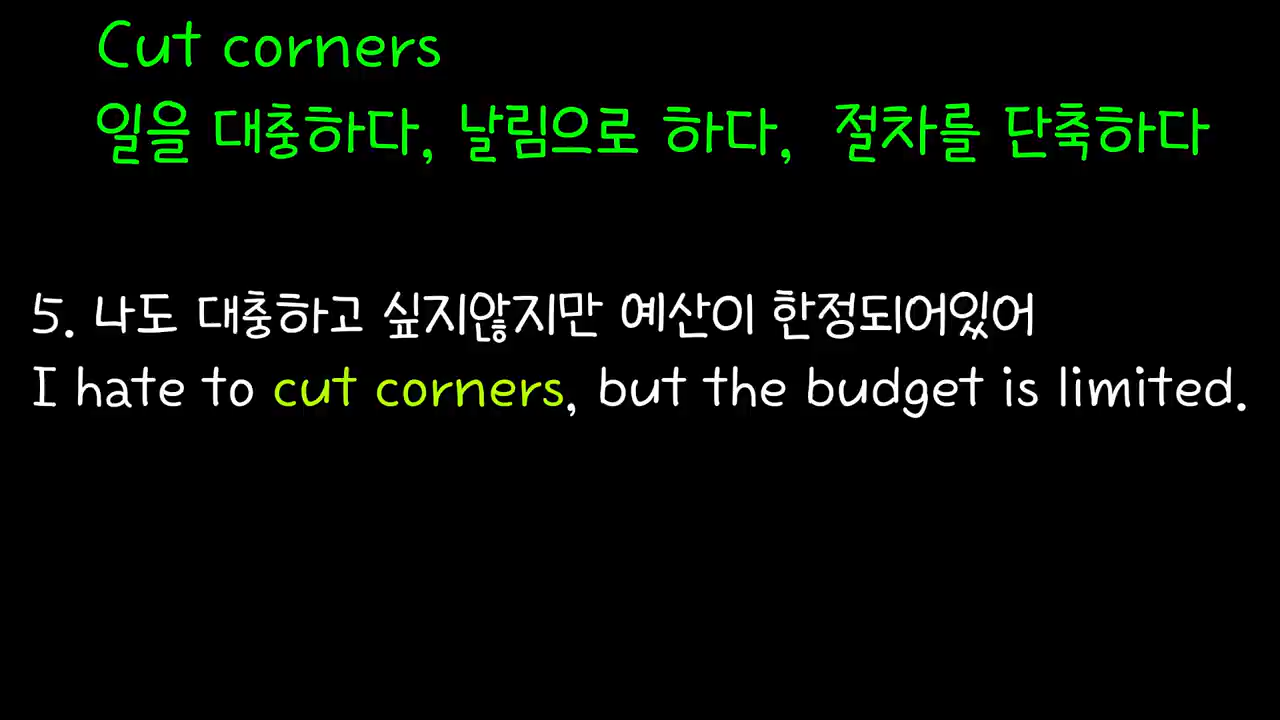 Cut corners
일을 대충하다, 날림으로 하다, 절차를 단축하다
5. 나도 대충하고 싶지않지만 예산이 한정되어있어
I hate to cut corners, but the budget is limited.